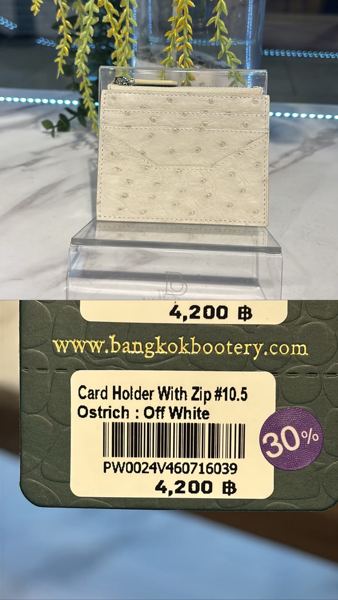 4,200 ฿
www.bangkokbootery.com
Card Holder With Zip #10.5
Ostrich : Off White
30%
PW0024V460716039
4,200 ฿